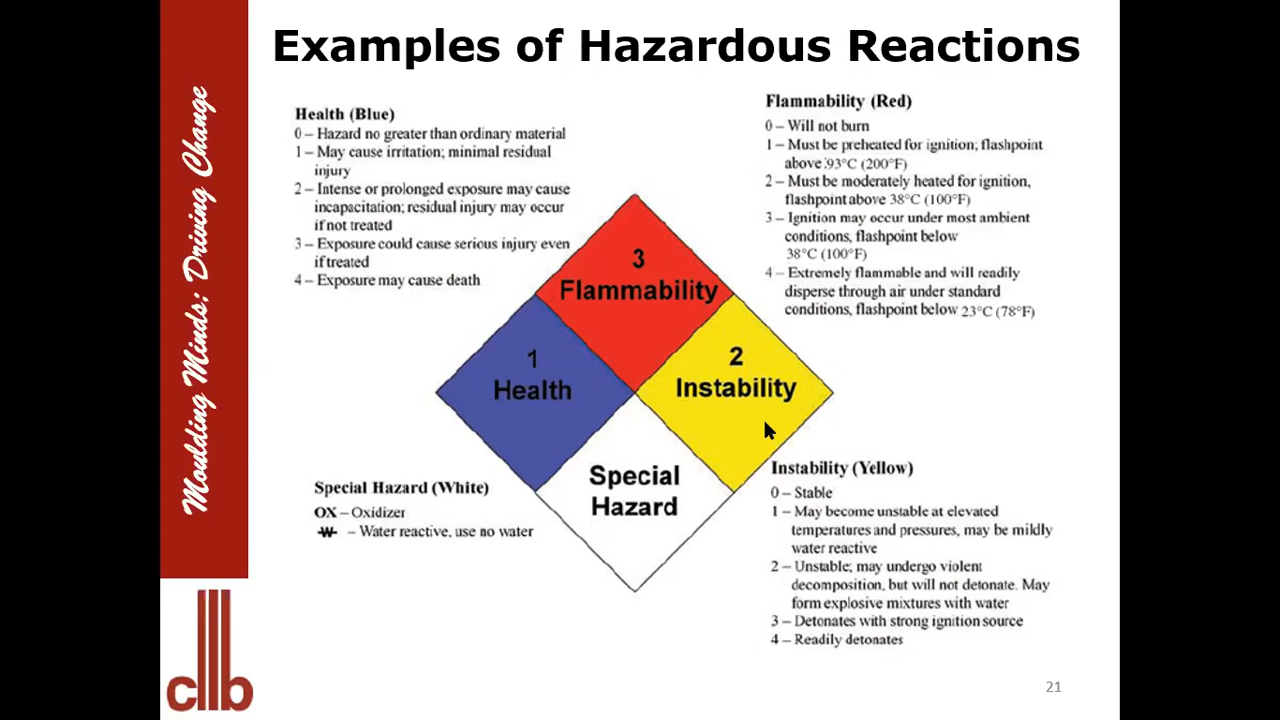 Examples of Hazardous Reactions
Moulding Minds; Driving Change
Health (Blue)
0 – Hazard no greater than ordinary material
1 – May cause irritation; minimal residual
injury
2 – Intense or prolonged exposure may cause
incapacitation; residual injury may occur
if not treated
3 – Exposure could cause serious injury even
if treated
4 – Exposure may cause death
Flammability (Red)
0 – Will not burn
1 – Must be preheated for ignition; flashpoint
above 93°C (200°F)
2 – Must be moderately heated for ignition,
flashpoint above 38°C (100°F)
3 – Ignition may occur under most ambient
conditions, flashpoint below
38°C (100°F)
4 – Extremely flammable and will readily
disperse through air under standard
conditions, flashpoint below 23°C (78°F)
3
Flammability
1
Health
2
Instability
Special
Hazard
Special Hazard (White)
OX – Oxidizer
W – Water reactive, use no water
Instability (Yellow)
0 – Stable
1 – May become unstable at elevated
temperatures and pressures, may be mildly
water reactive
2 – Unstable; may undergo violent
decomposition, but will not detonate. May
form explosive mixtures with water
3 – Detonates with strong ignition source
4 – Readily detonates
cllb
21